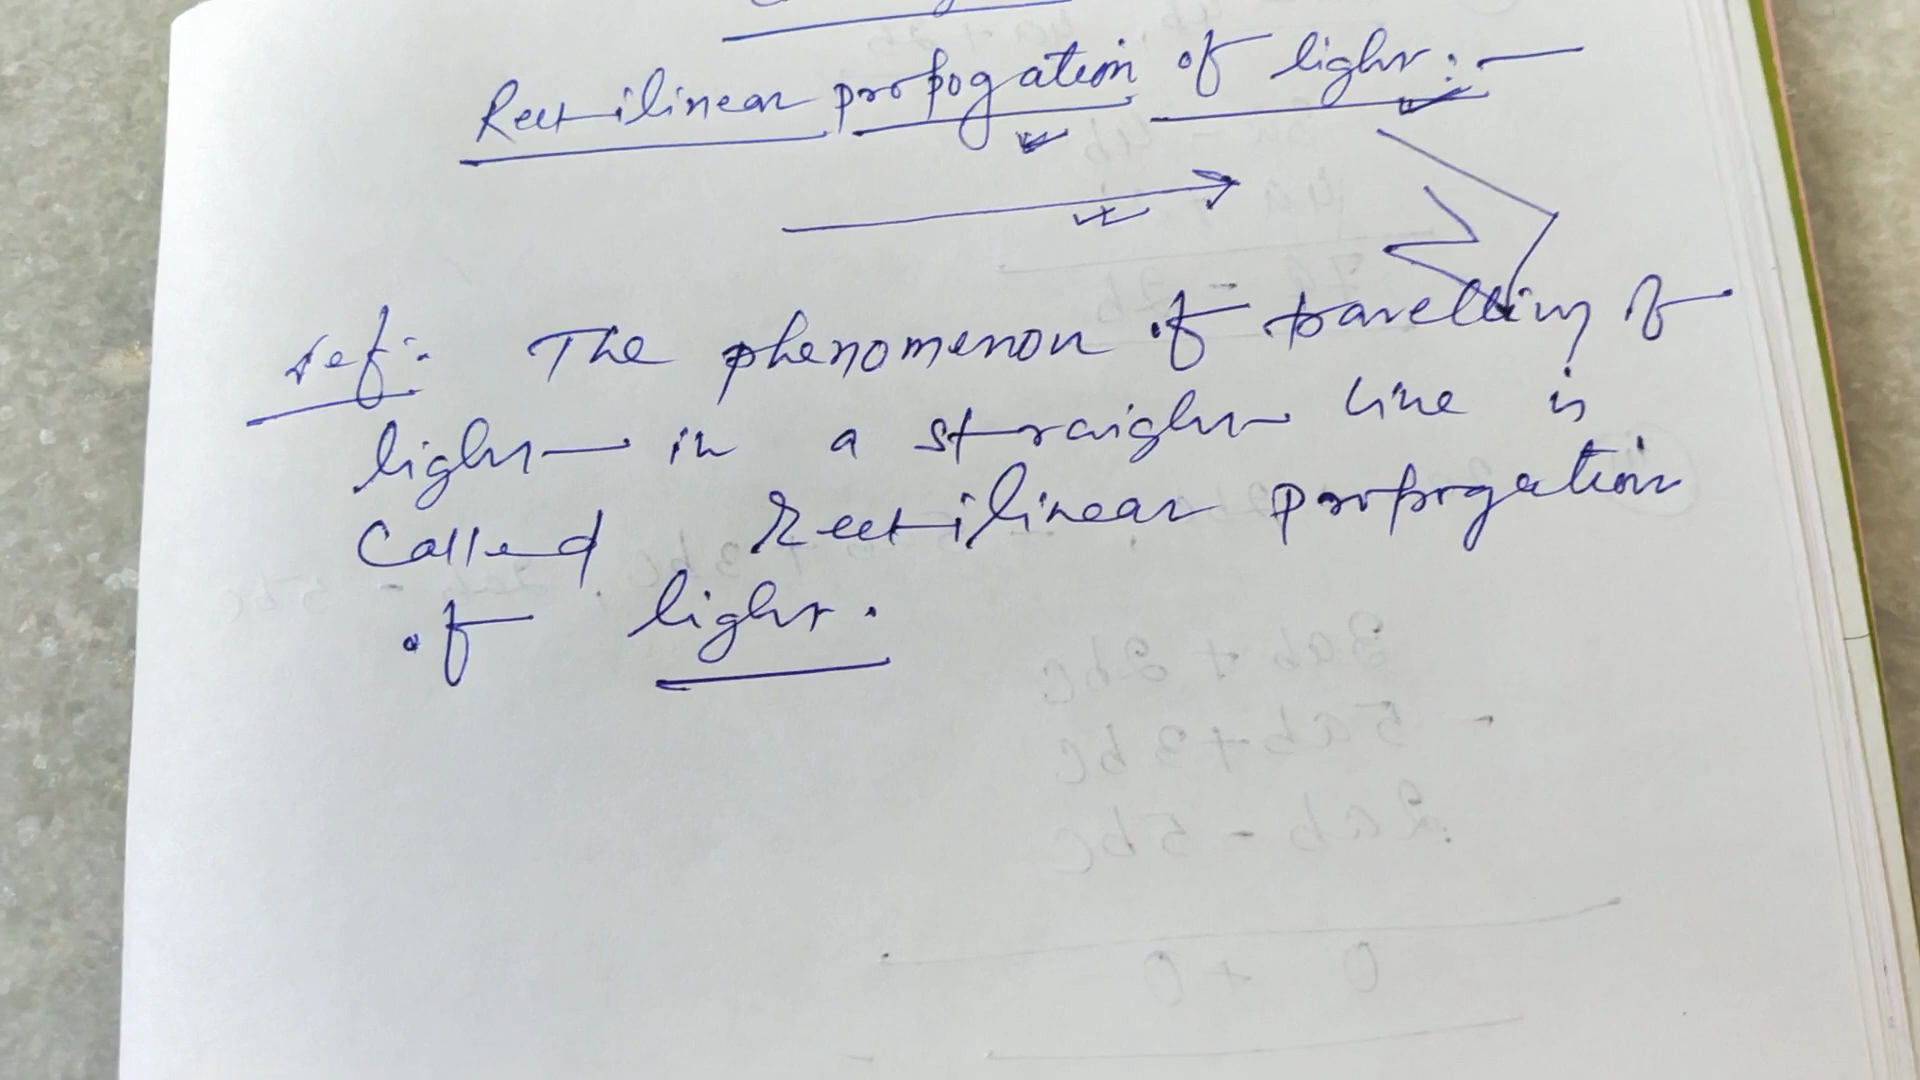 Rectilinear propogation of light :-
def :- The phenomenon of travelling of
light in a straight line is
called Rectilinear propogation
of light.